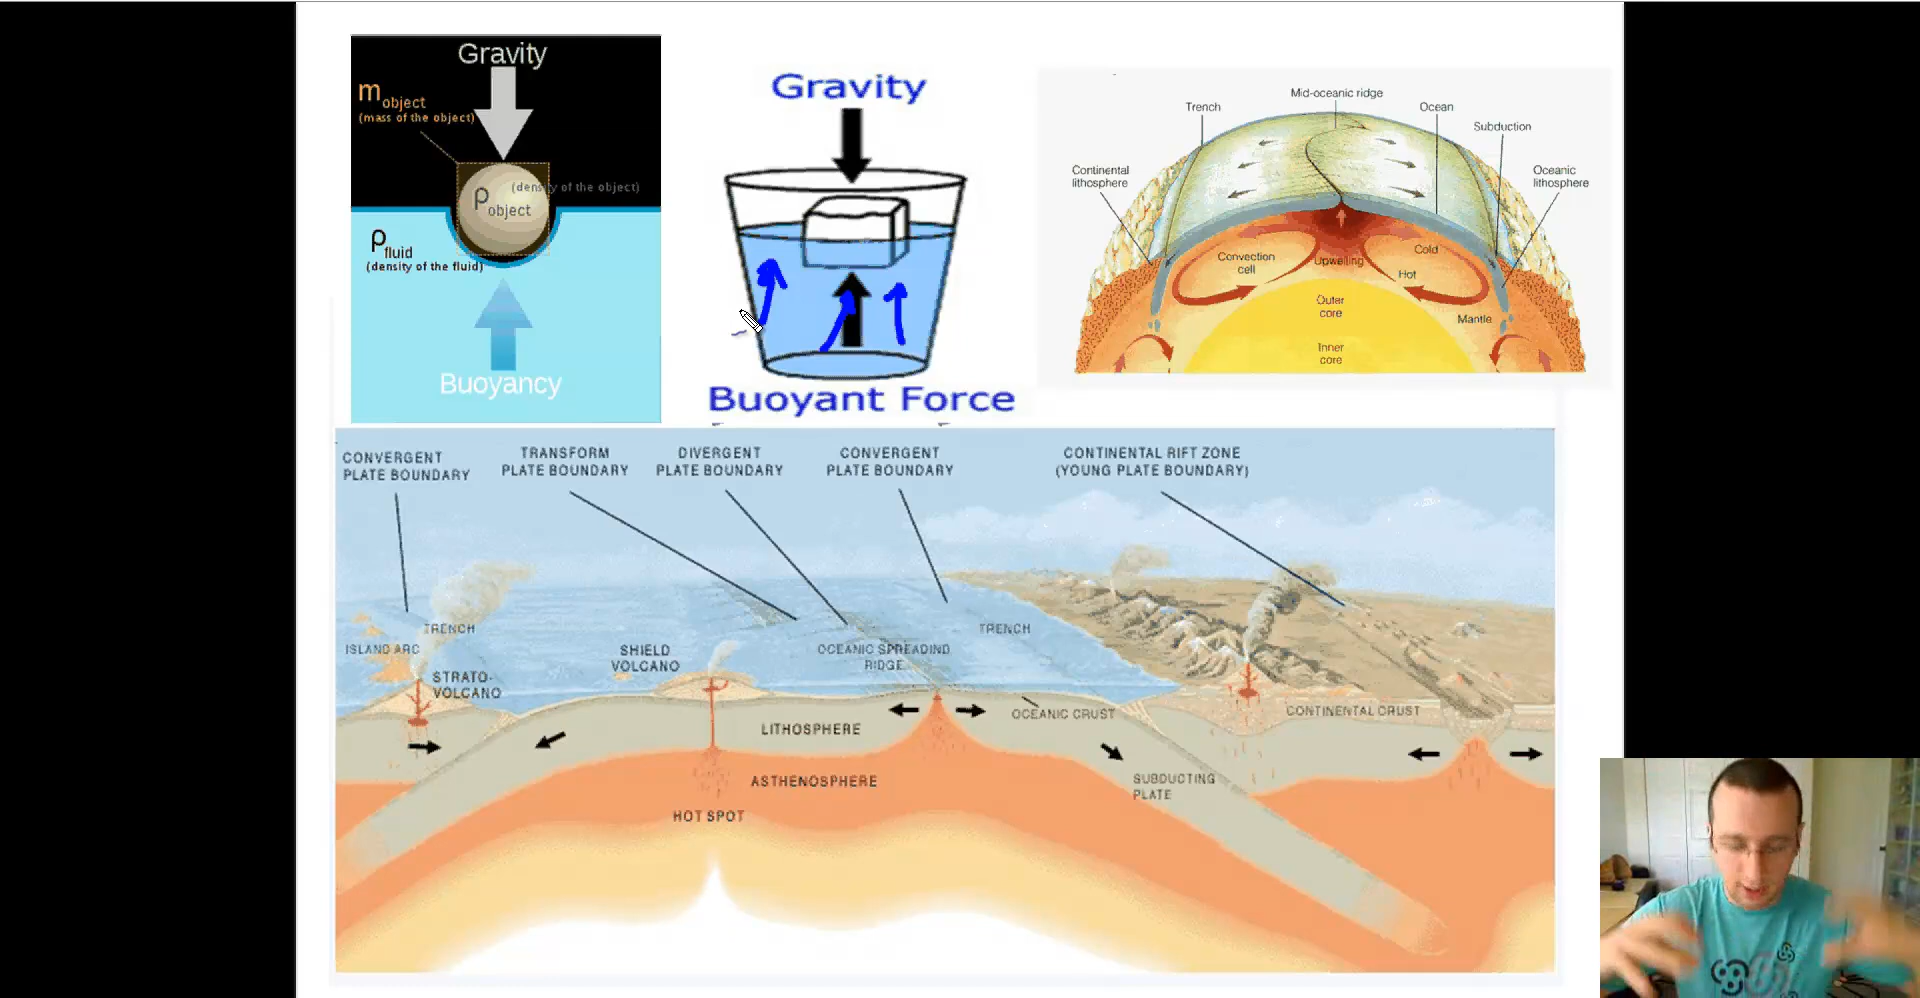 Gravity
m object
(mass of the object)
(density of the object)
ρ object
ρ fluid
(density of the fluid)
Buoyancy
Gravity
Buoyant Force
Mid-oceanic ridge
Trench
Ocean
Subduction
Continental
lithosphere
Oceanic
lithosphere
Convection
cell
Upwelling
Cold
Hot
Outer
core
Mantle
Inner
core
CONVERGENT
PLATE BOUNDARY
TRANSFORM
PLATE BOUNDARY
DIVERGENT
PLATE BOUNDARY
CONVERGENT
PLATE BOUNDARY
CONTINENTAL RIFT ZONE
(YOUNG PLATE BOUNDARY)
TRENCH
ISLAND ARC
STRATO-
VOLCANO
SHIELD
VOLCANO
OCEANIC SPREADING
RIDGE
TRENCH
LITHOSPHERE
OCEANIC CRUST
CONTINENTAL CRUST
ASTHENOSPHERE
HOT SPOT
SUBDUCTING
PLATE